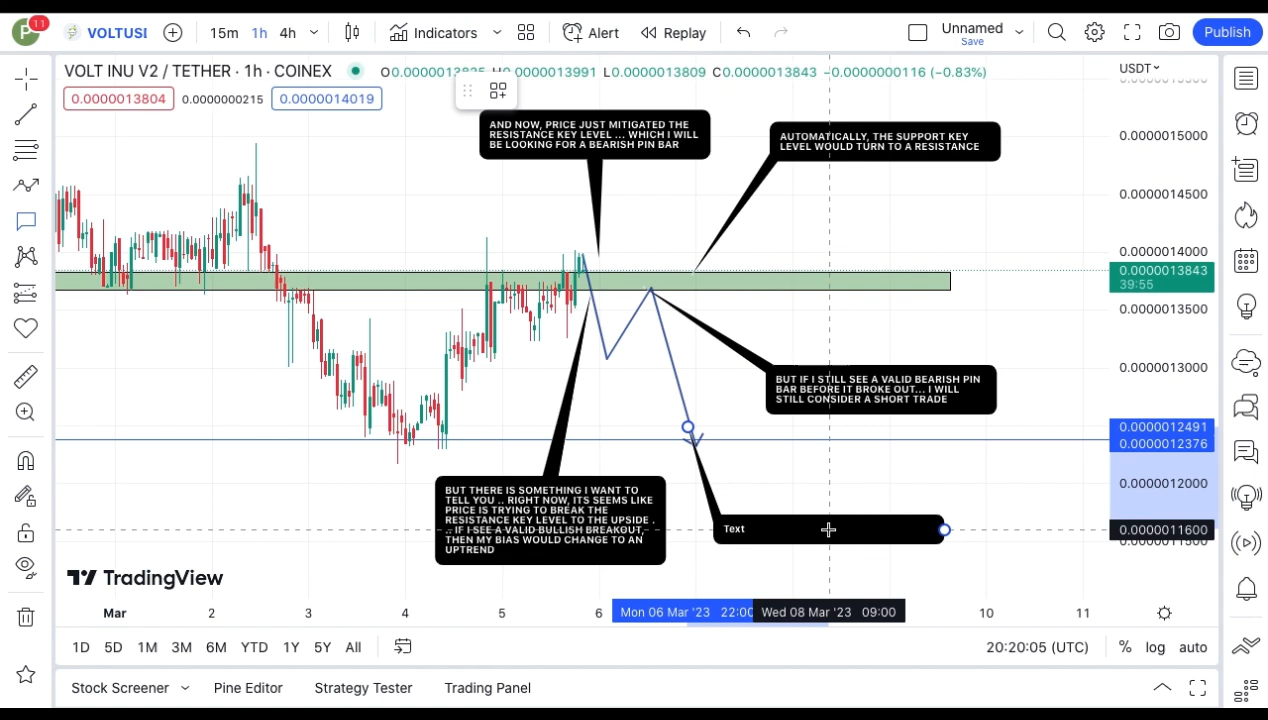 P 11
VOLTUSI
15m 1h 4h
Indicators
Alert
Replay
Unnamed
Save
Publish
VOLT INU V2 / TETHER · 1h · COINEX
L0.0000013809 C0.0000013843 −0.0000000116 (−0.83%)
USDT
0.0000013804 0.0000000215 0.0000014019
AND NOW, PRICE JUST MITIGATED THE
RESISTANCE KEY LEVEL ... WHICH I WILL
BE LOOKING FOR A BEARISH PIN BAR
AUTOMATICALLY, THE SUPPORT KEY
LEVEL WOULD TURN TO A RESISTANCE
0.0000015000
0.0000014500
0.0000014000
0.0000013843
39:55
0.0000013500
0.0000013000
BUT IF I STILL SEE A VALID BEARISH PIN
BAR BEFORE IT BROKE OUT... I WILL
STILL CONSIDER A SHORT TRADE
0.0000012491
0.0000012376
0.0000012000
BUT THERE IS SOMETHING I WANT TO
TELL YOU .. RIGHT NOW, ITS SEEMS LIKE
PRICE IS TRYING TO BREAK THE
RESISTANCE KEY LEVEL TO THE UPSIDE .
.. IF I SEE A VALID BULLISH BREAKOUT,
THEN MY BIAS WOULD CHANGE TO AN
UPTREND
Text
0.0000011600
TradingView
Mar 2 3 4 5 6 Mon 06 Mar '23 22:00 Wed 08 Mar '23 09:00 10 11
1D 5D 1M 3M 6M YTD 1Y 5Y All
20:20:05 (UTC) % log auto
Stock Screener Pine Editor Strategy Tester Trading Panel